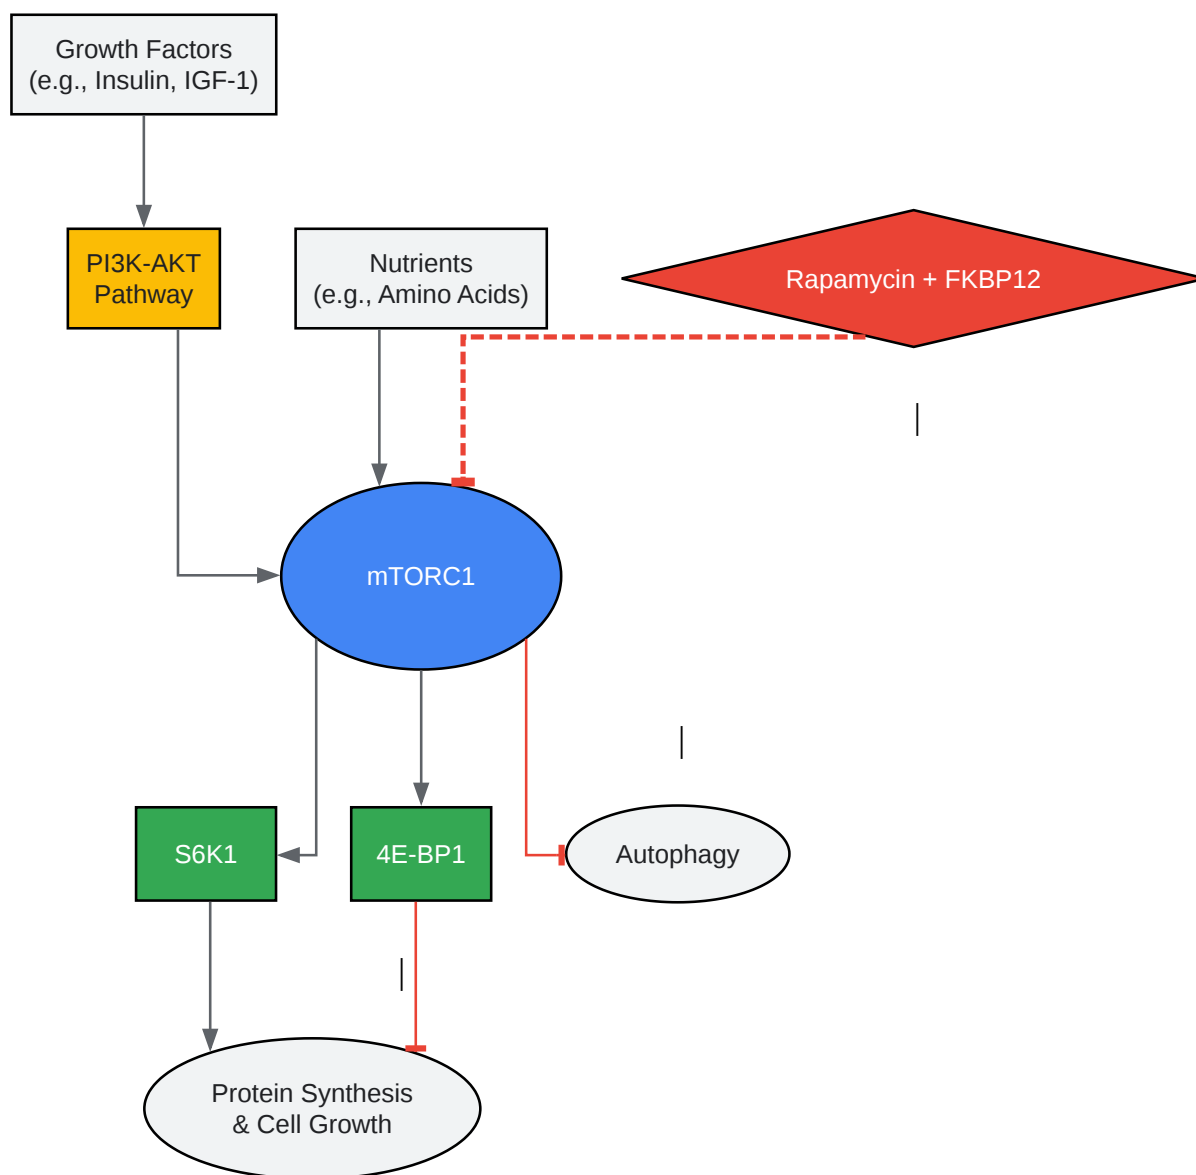 Growth Factors
(e.g., Insulin, IGF-1)
PI3K-AKT
Pathway
Nutrients
(e.g., Amino Acids)
Rapamycin + FKBP12
|
mTORC1
|
S6K1
4E-BP1
Autophagy
|
Protein Synthesis
& Cell Growth